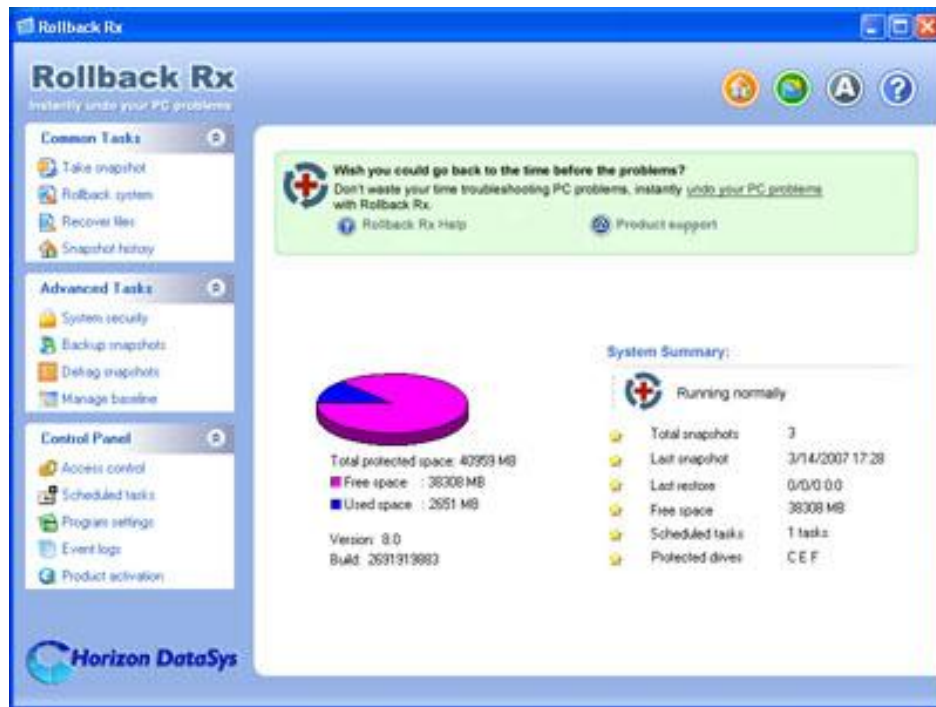 Rollback Rx
Rollback Rx
Instantly undo your PC problems
Common Tasks
Take snapshot
Rollback system
Recover files
Snapshot history
Advanced Tasks
System security
Backup snapshots
Defrag snapshots
Manage baseline
Control Panel
Access control
Scheduled tasks
Program settings
Event logs
Product activation
Horizon DataSys
A
?
Wish you could go back to the time before the problems?
Don't waste your time troubleshooting PC problems, instantly undo your PC problems
with Rollback Rx.
Rollback Rx Help
Product support
Total protected space: 40959 MB
Free space : 38308 MB
Used space : 2651 MB
Version: 8.0
Build: 2691919883
System Summary:
Running normally
Total snapshots 3
Last snapshot 3/14/2007 17:28
Last restore 0/0/0 0:0
Free space 38308 MB
Scheduled tasks 1 tasks
Protected drives C E F